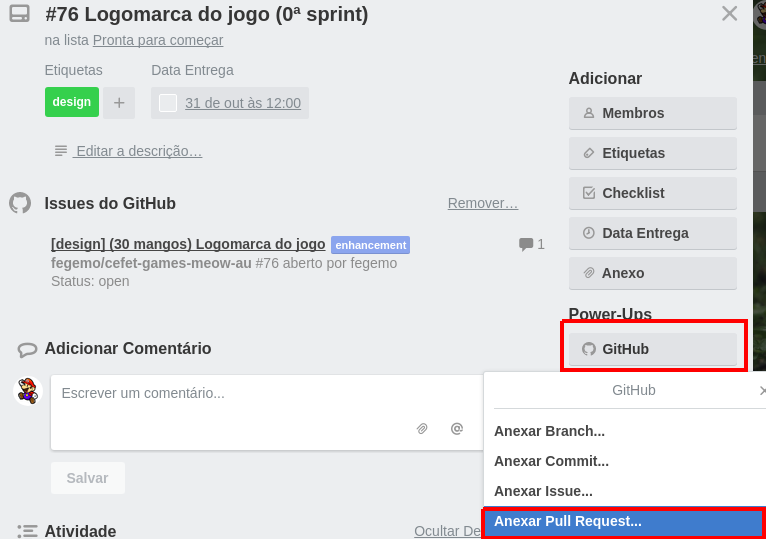 #76 Logomarca do jogo (0ª sprint)
na lista Pronta para começar
Etiquetas
Data Entrega
design
+
31 de out às 12:00
Editar a descrição…
Issues do GitHub
Remover…
[design] (30 mangos) Logomarca do jogo enhancement
1
fegemo/cefet-games-meow-au #76 aberto por fegemo
Status: open
Adicionar Comentário
Escrever um comentário...
@
Salvar
Atividade
Ocultar De
Adicionar
Membros
Etiquetas
Checklist
Data Entrega
Anexo
Power-Ups
GitHub
GitHub
Anexar Branch...
Anexar Commit...
Anexar Issue...
Anexar Pull Request...